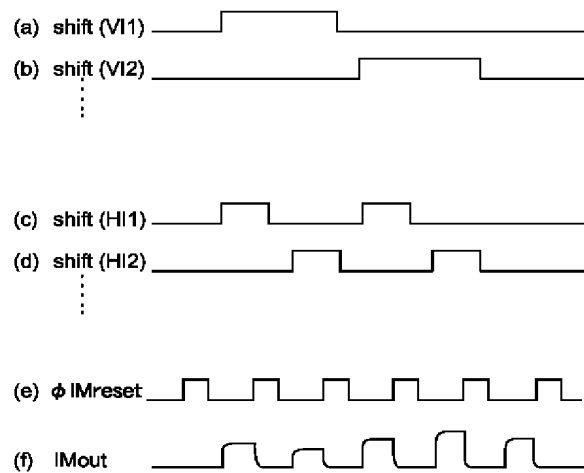 (a) shift (VI1)
(b) shift (VI2)
(c) shift (HI1)
(d) shift (HI2)
(e) ϕ IMreset
(f) IMout